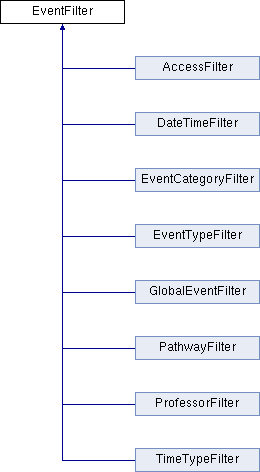 EventFilter
AccessFilter
DateTimeFilter
EventCategoryFilter
EventTypeFilter
GlobalEventFilter
PathwayFilter
ProfessorFilter
TimeTypeFilter